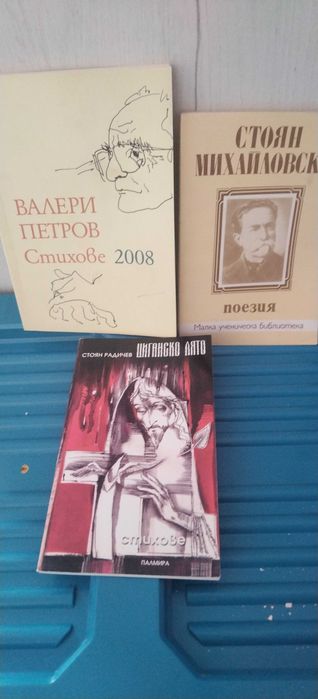 ВАЛЕРИ
ПЕТРОВ
Стихове 2008
СТОЯН
МИХАЙЛОВСК
поезия
Малка ученическа библиотека
СТОЯН РАДИЧЕВ ЦИГАНСКО ЛЯТО
стихове
ПАЛМИРА